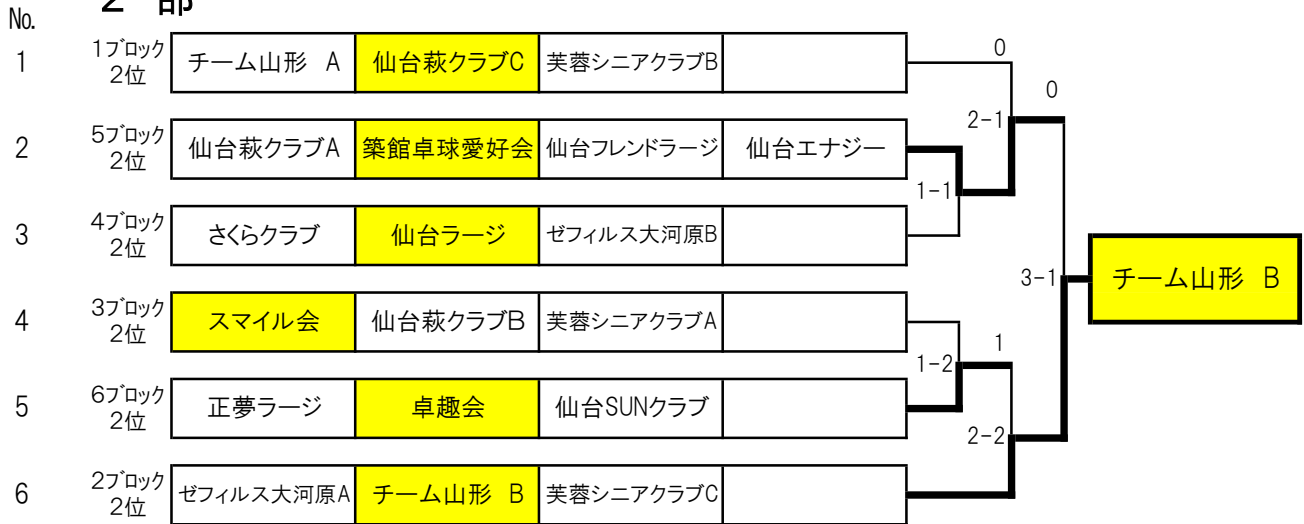 2 部
No.
1 1ブロック 2位 チーム山形 A 仙台萩クラブC 芙蓉シニアクラブB
0
0
2 5ブロック 2位 仙台萩クラブA 築館卓球愛好会 仙台フレンドラージ 仙台エナジー
2-1
1-1
3 4ブロック 2位 さくらクラブ 仙台ラージ ゼフィルス大河原B
3-1 チーム山形 B
4 3ブロック 2位 スマイル会 仙台萩クラブB 芙蓉シニアクラブA
1
1-2
5 6ブロック 2位 正夢ラージ 卓趣会 仙台SUNクラブ
2-2
6 2ブロック 2位 ゼフィルス大河原A チーム山形 B 芙蓉シニアクラブC